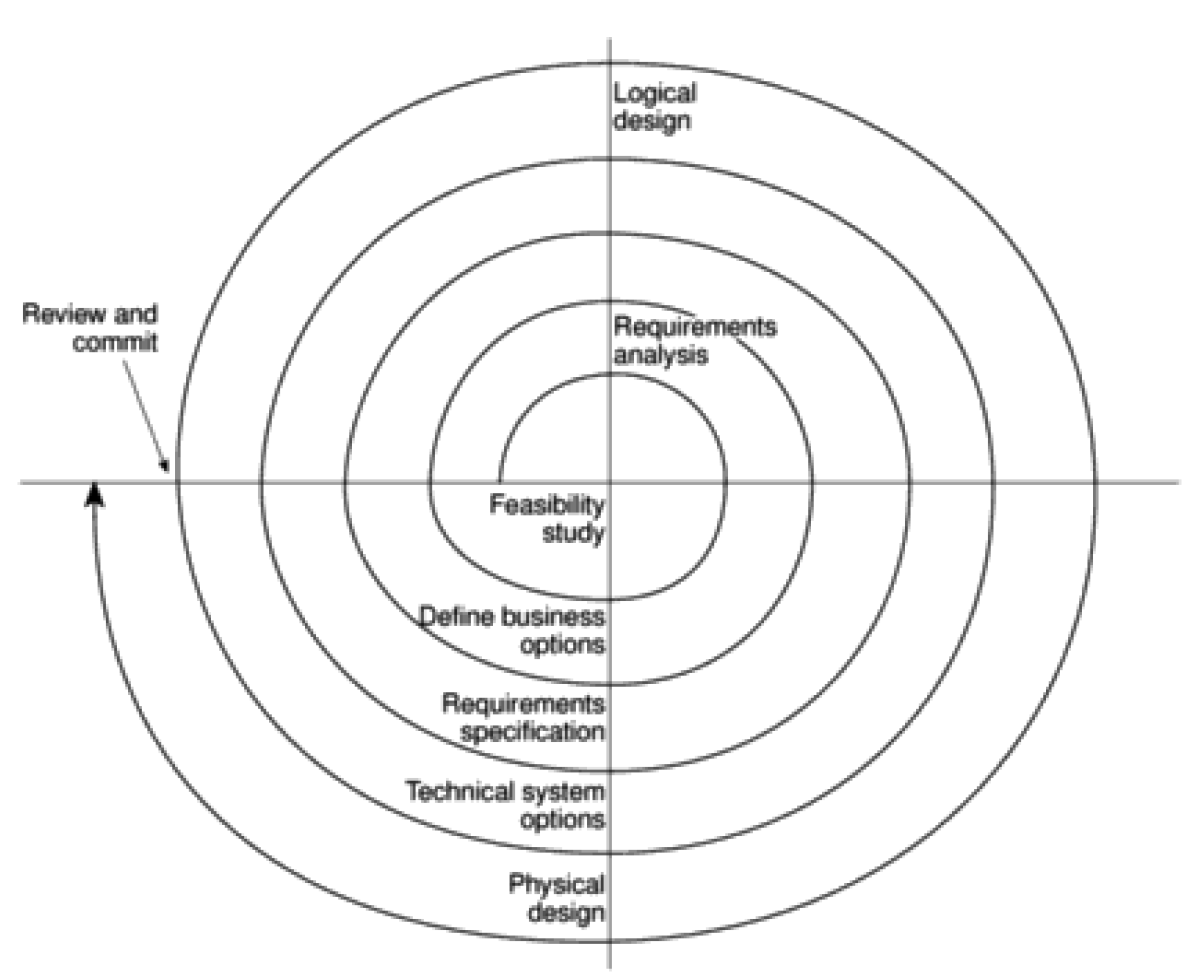 Logical
design
Review and
commit
Requirements
analysis
Feasibility
study
Define business
options
Requirements
specification
Technical system
options
Physical
design